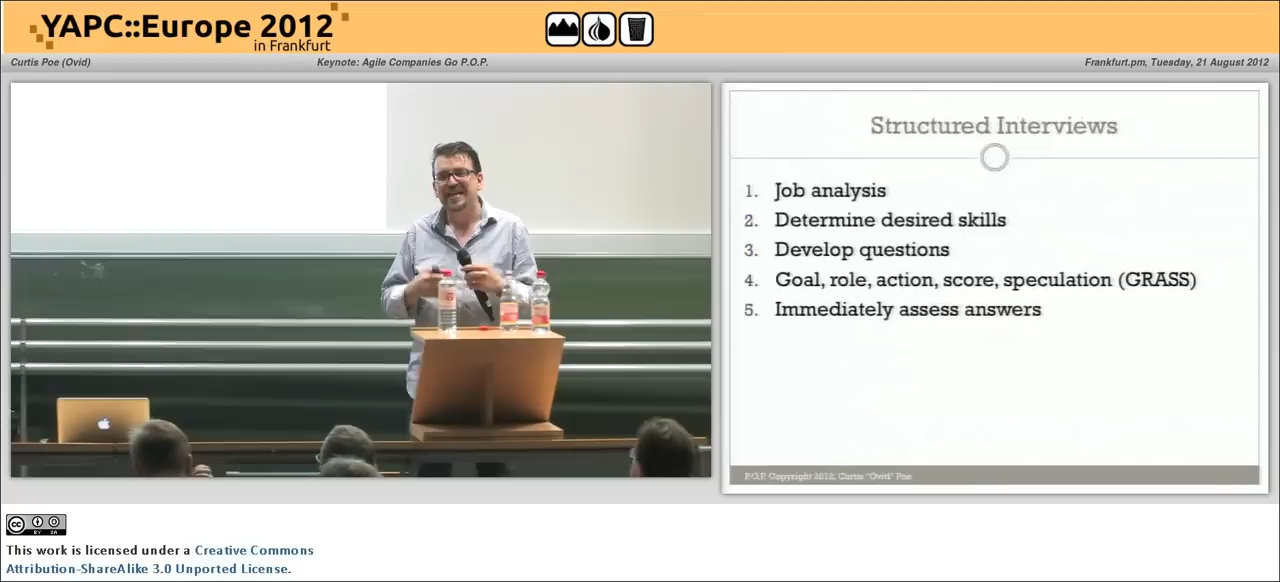 YAPC::Europe 2012
in Frankfurt
Curtis Poe (Ovid)
Keynote: Agile Companies Go P.O.P.
Frankfurt.pm, Tuesday, 21 August 2012
Structured Interviews
1. Job analysis
2. Determine desired skills
3. Develop questions
4. Goal, role, action, score, speculation (GRASS)
5. Immediately assess answers
P.O.P. Copyright 2012, Curtis "Ovid" Poe
cc
BY SA
This work is licensed under a Creative Commons
Attribution-ShareAlike 3.0 Unported License.